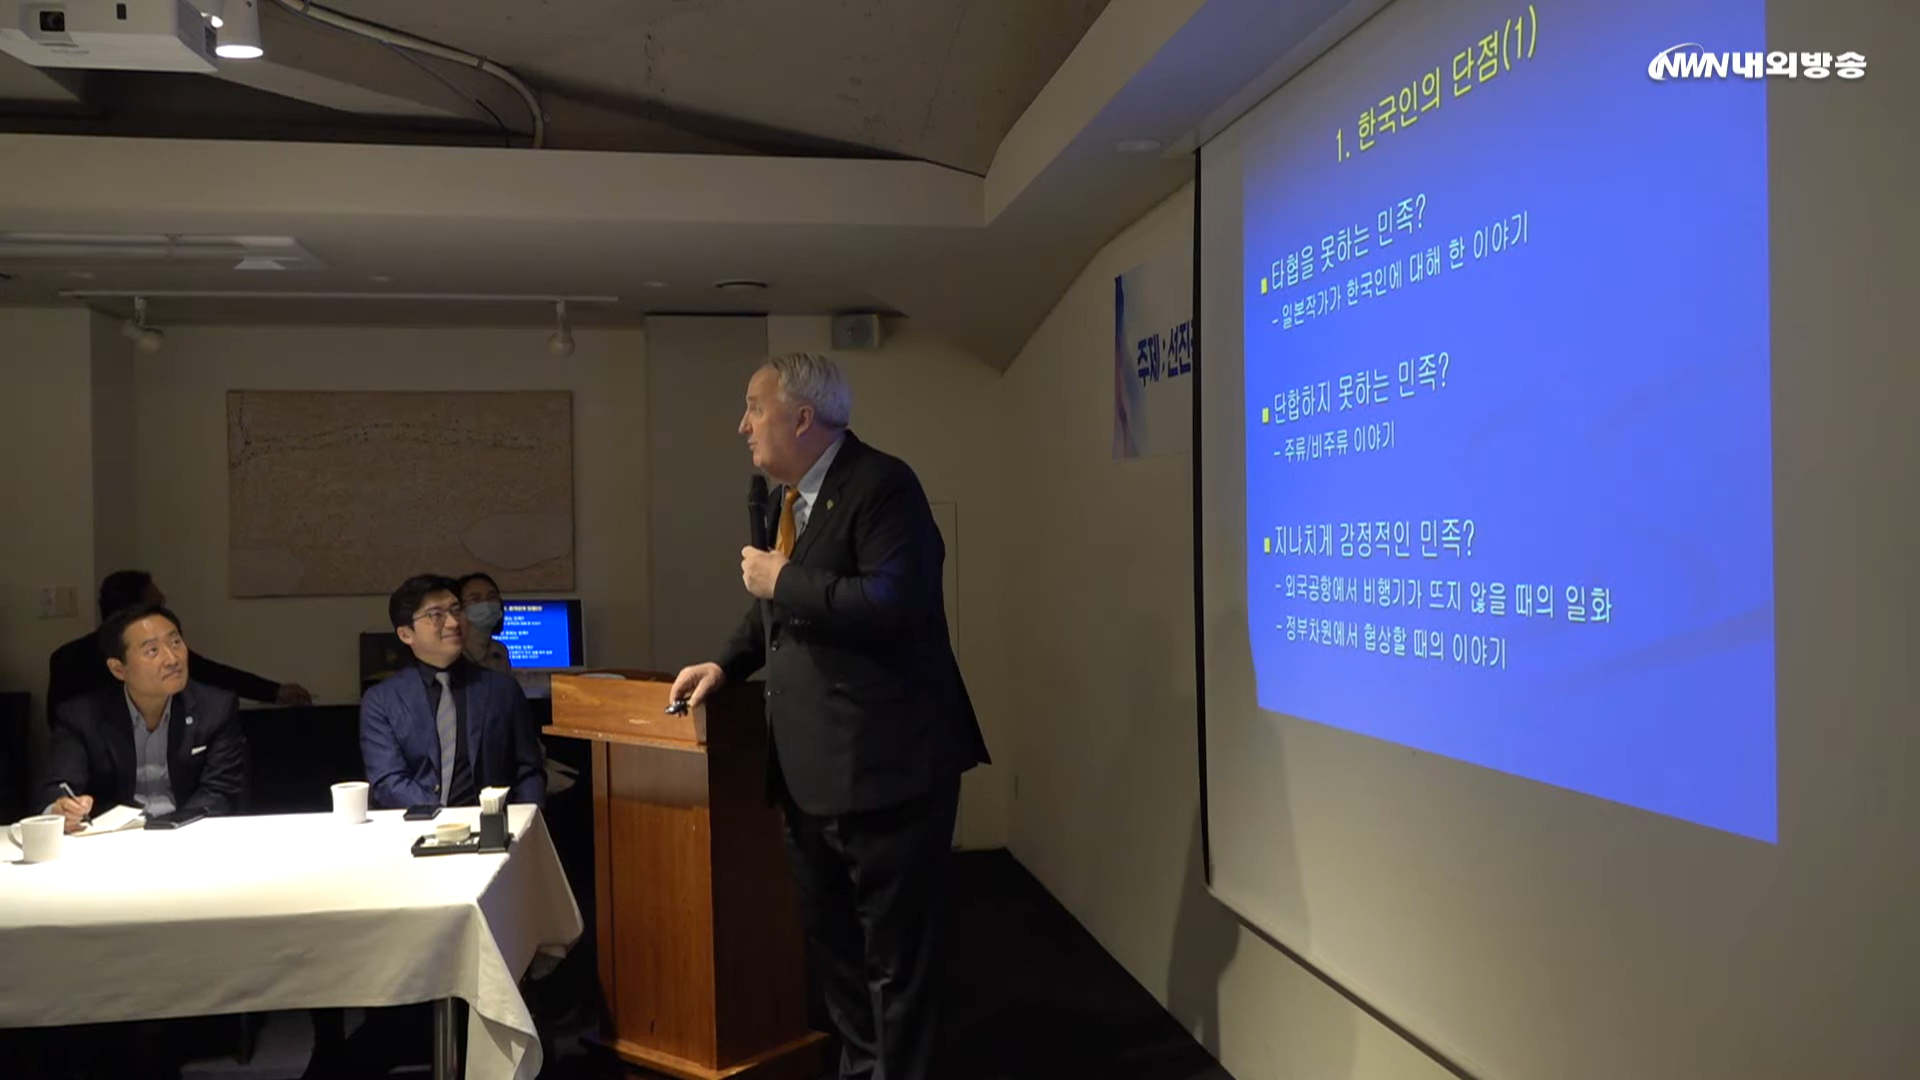 NWN내외방송
1. 한국인의 단점(1)
■ 타협을 못하는 민족?
- 일본작가가 한국인에 대해 한 이야기
■ 단합하지 못하는 민족?
- 주류/비주류 이야기
■ 지나치게 감정적인 민족?
- 외국공항에서 비행기가 뜨지 않을 때의 일화
- 정부차원에서 협상할 때의 이야기
주제 : 선진